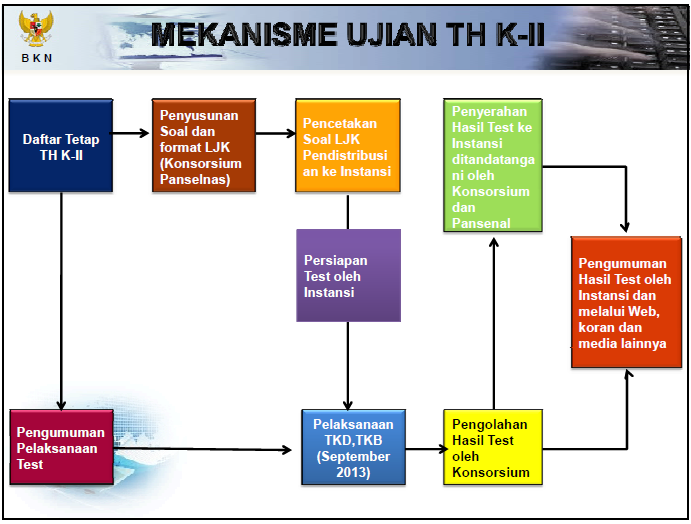 MEKANISME UJIAN TH K-II
B K N
Daftar Tetap
TH K-II
Penyusunan
Soal dan
format LJK
(Konsorsium
Panselnas)
Pencetakan
Soal LJK
Pendistribusi
an ke Instansi
Penyerahan
Hasil Test ke
Instansi
ditandatanga
ni oleh
Konsorsium
dan
Pansenal
Persiapan
Test oleh
Instansi
Pengumuman
Hasil Test oleh
Instansi dan
melalui Web,
koran dan
media lainnya
Pengumuman
Pelaksanaan
Test
Pelaksanaan
TKD,TKB
(September
2013)
Pengolahan
Hasil Test
oleh
Konsorsium